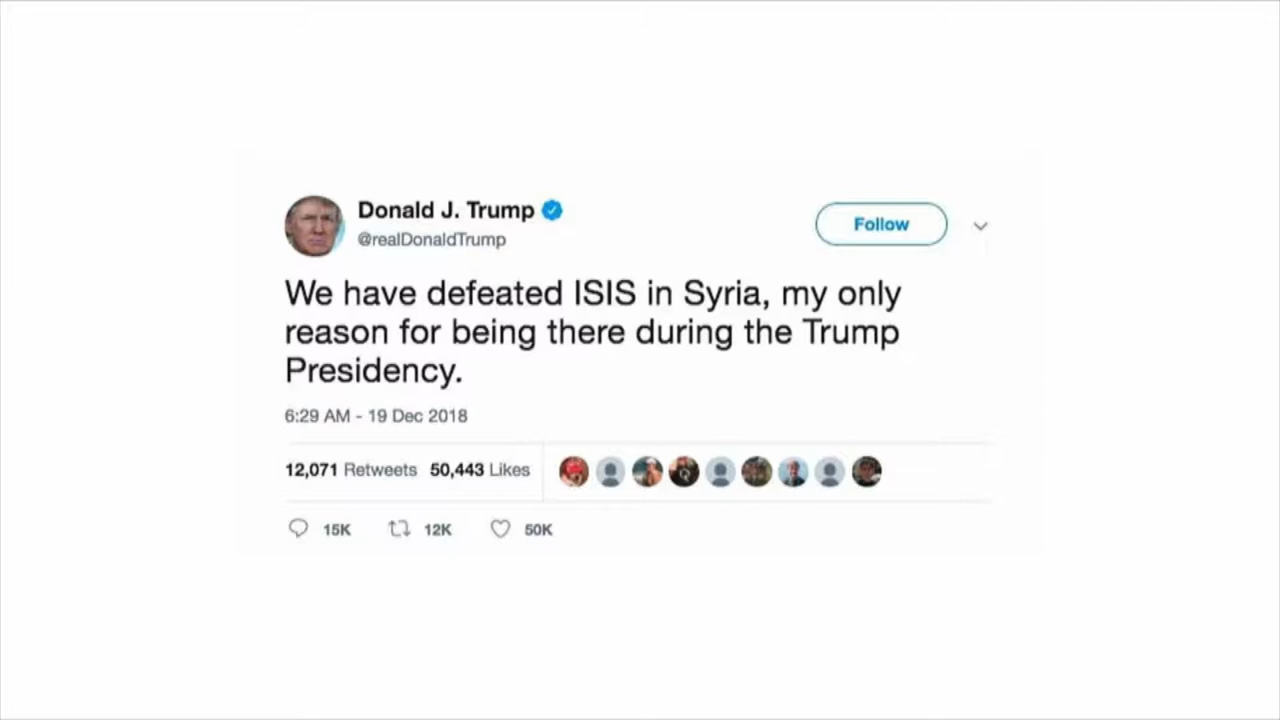 Donald J. Trump
@realDonaldTrump
Follow
We have defeated ISIS in Syria, my only
reason for being there during the Trump
Presidency.
6:29 AM - 19 Dec 2018
12,071 Retweets 50,443 Likes
15K 12K 50K